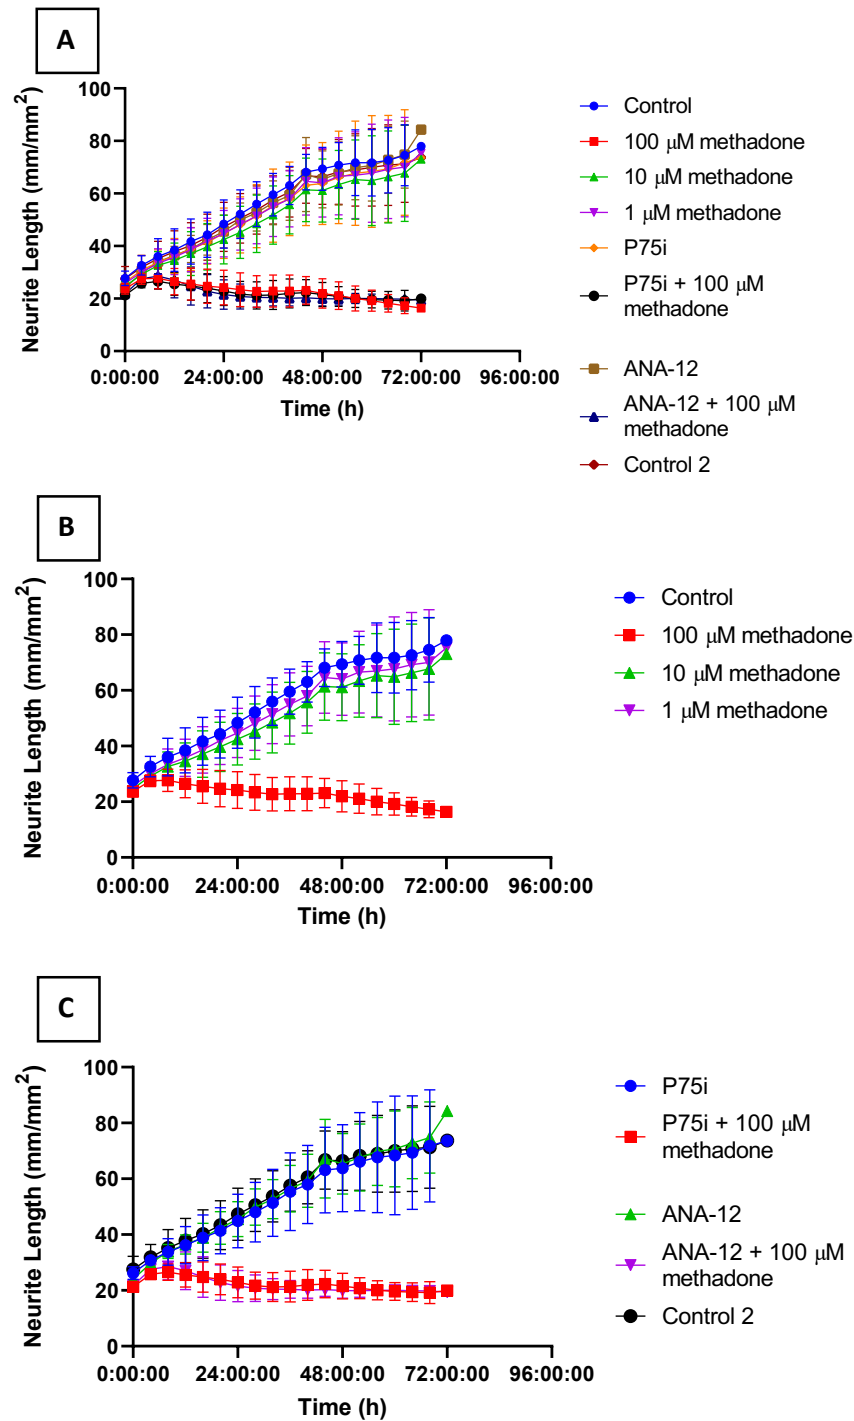 A
Neurite Length (mm/mm²)
100
80
60
40
20
0
0:00:00 24:00:00 48:00:00 72:00:00 96:00:00
Time (h)
Control
100 μM methadone
10 μM methadone
1 μM methadone
P75i
P75i + 100 μM
methadone
ANA-12
ANA-12 + 100 μM
methadone
Control 2
B
Neurite Length (mm/mm²)
100
80
60
40
20
0
0:00:00 24:00:00 48:00:00 72:00:00 96:00:00
Time (h)
Control
100 μM methadone
10 μM methadone
1 μM methadone
C
Neurite Length (mm/mm²)
100
80
60
40
20
0
0:00:00 24:00:00 48:00:00 72:00:00 96:00:00
Time (h)
P75i
P75i + 100 μM
methadone
ANA-12
ANA-12 + 100 μM
methadone
Control 2